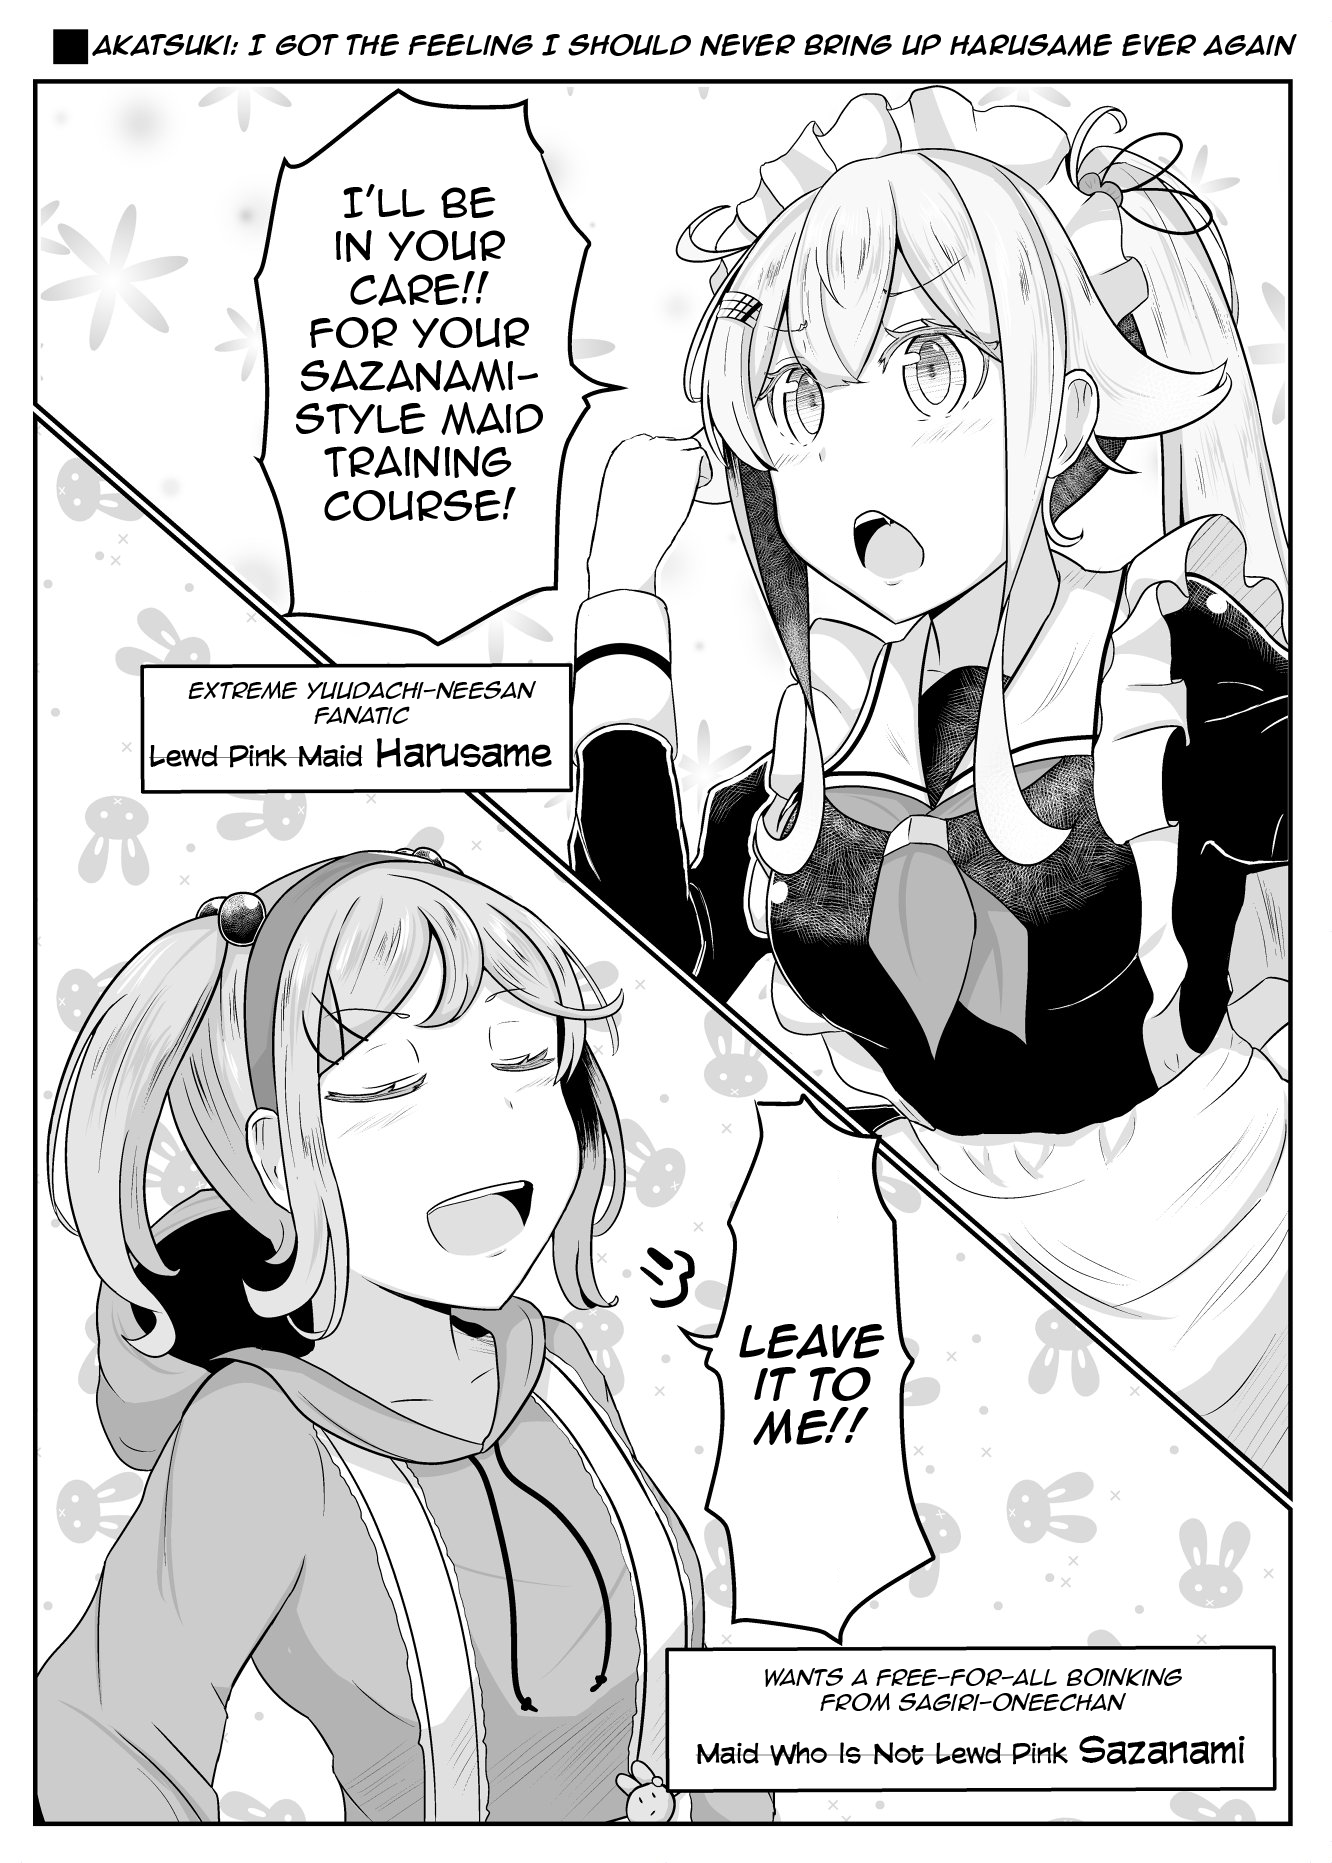 ■AKATSUKI: I GOT THE FEELING I SHOULD NEVER BRING UP HARUSAME EVER AGAIN
I'LL BE
IN YOUR
CARE!!
FOR YOUR
SAZANAMI-
STYLE MAID
TRAINING
COURSE!
EXTREME YUUDACHI-NEESAN
FANATIC
Lewd Pink Maid Harusame
LEAVE
IT TO
ME!!
WANTS A FREE-FOR-ALL BOINKING
FROM SAGIRI-ONEECHAN
Maid Who Is Not Lewd Pink Sazanami